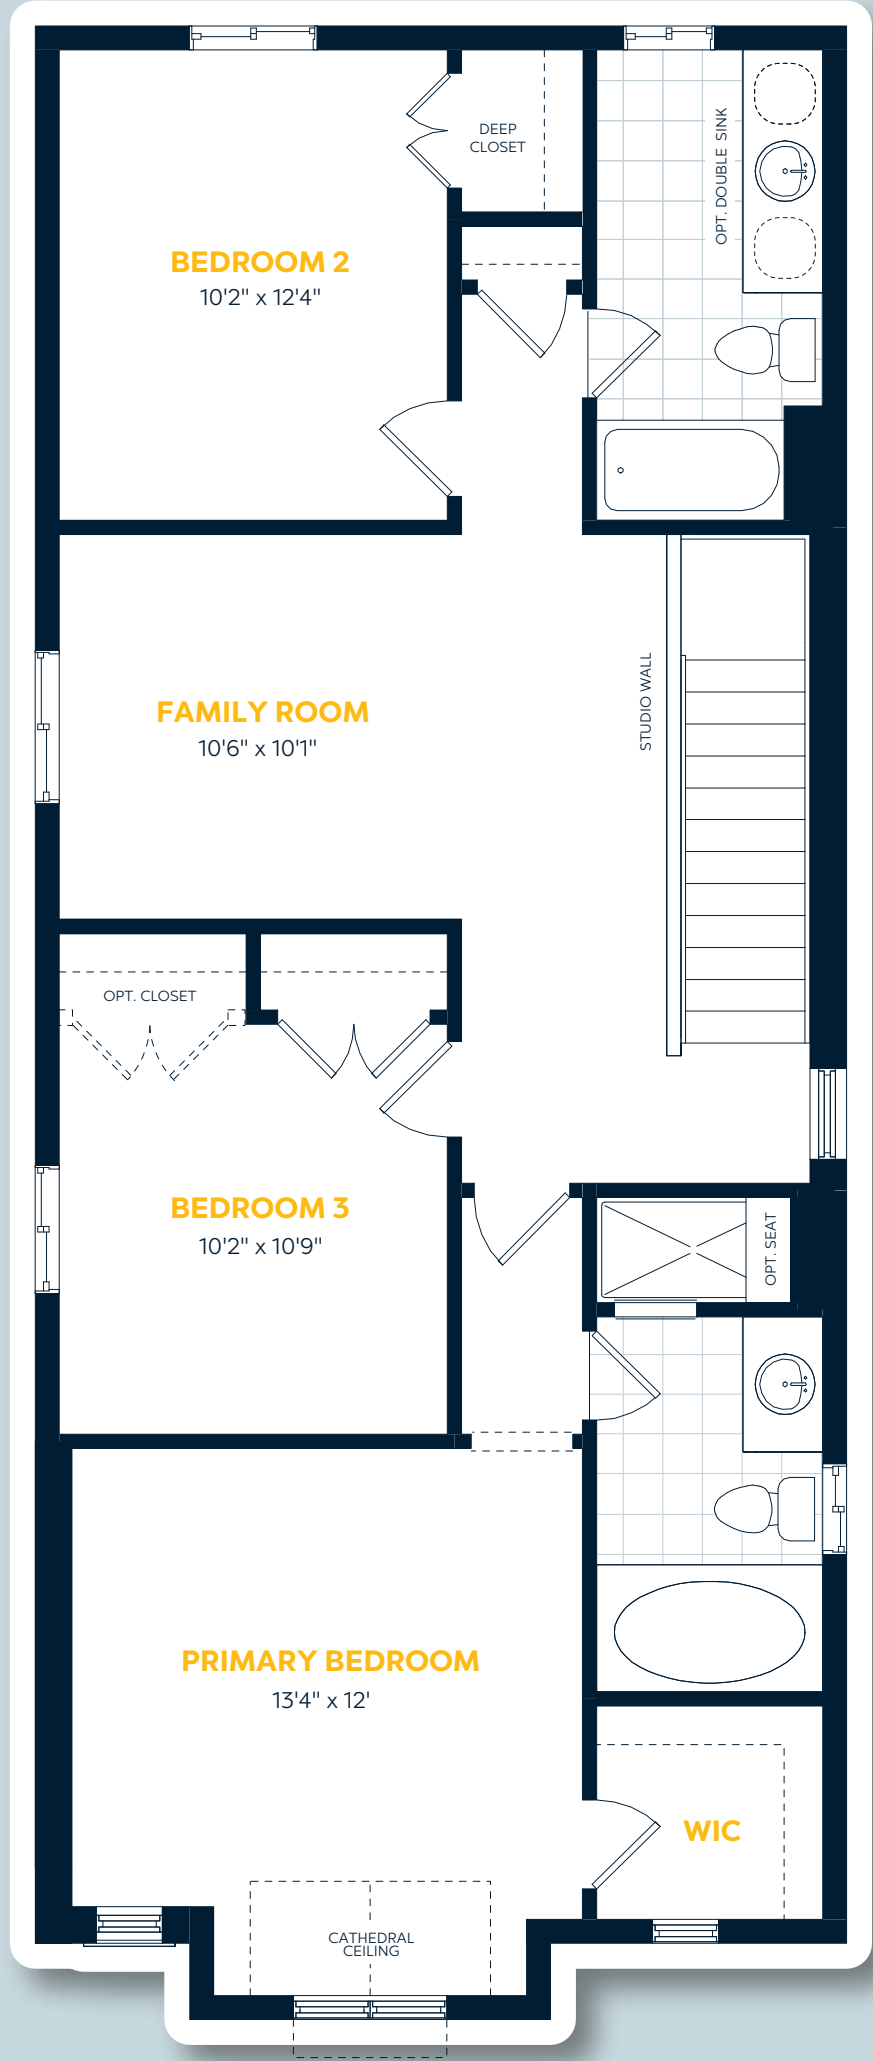 DEEP
CLOSET
OPT. DOUBLE SINK
BEDROOM 2
10'2" x 12'4"
STUDIO WALL
FAMILY ROOM
10'6" x 10'1"
OPT. CLOSET
BEDROOM 3
10'2" x 10'9"
OPT. SEAT
PRIMARY BEDROOM
13'4" x 12'
WIC
CATHEDRAL
CEILING